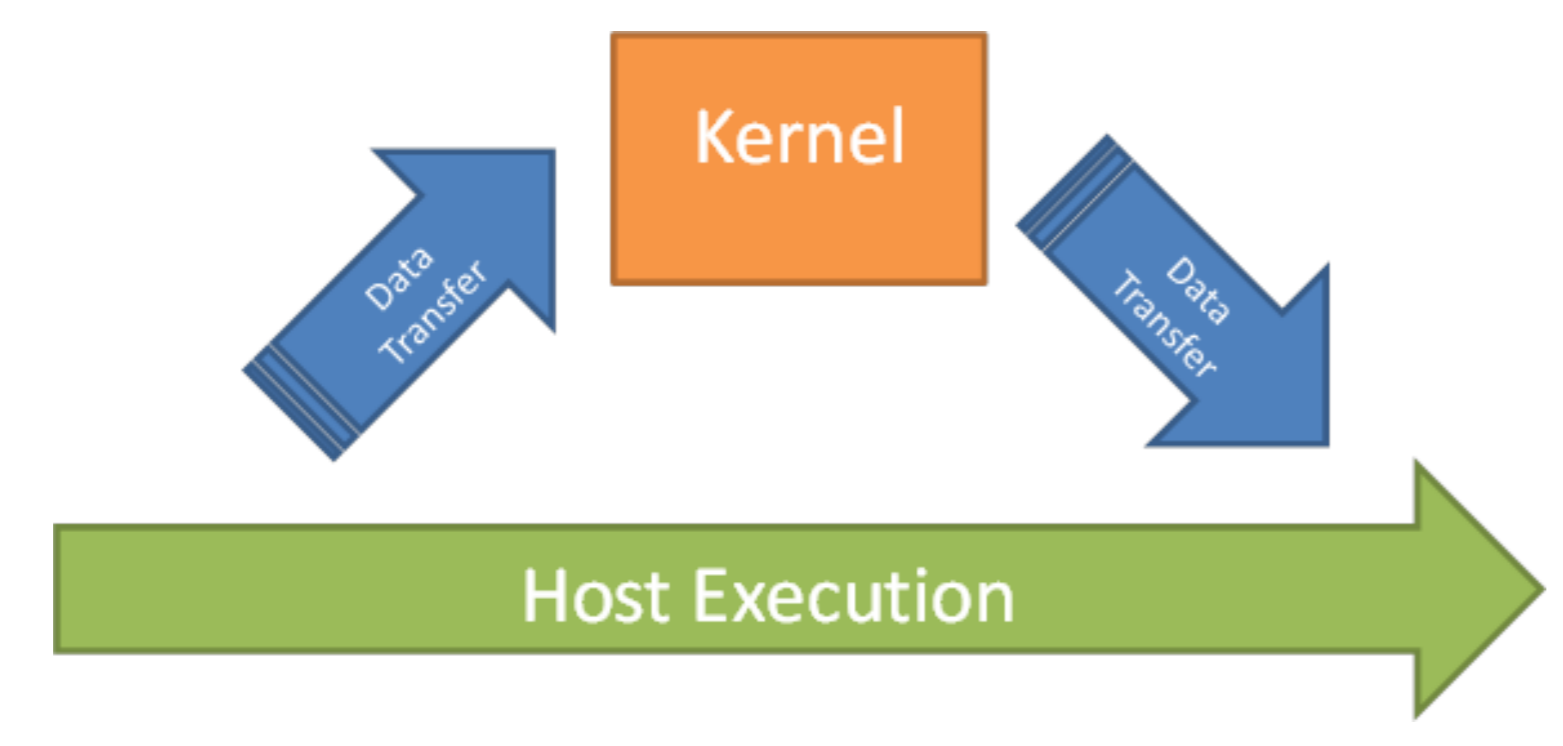 Kernel
Data
Transfer
Data
Transfer
Host Execution